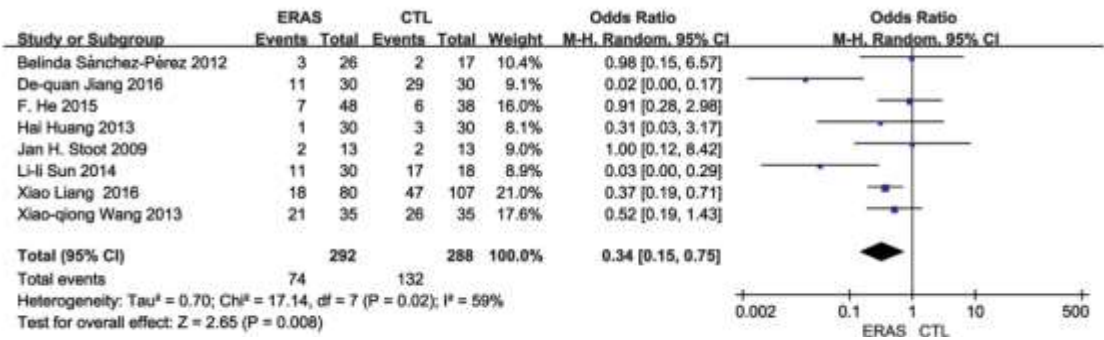 ERAS CTL Odds Ratio Odds Ratio
Study or Subgroup Events Total Events Total Weight M-H, Random, 95% CI M-H, Random, 95% CI
Belinda Sánchez-Pérez 2012 3 26 2 17 10.4% 0.98 [0.15, 6.57]
De-quan Jiang 2016 11 30 29 30 9.1% 0.02 [0.00, 0.17]
F. He 2015 7 48 6 38 16.0% 0.91 [0.28, 2.98]
Hai Huang 2013 1 30 3 30 8.1% 0.31 [0.03, 3.17]
Jan H. Stoot 2009 2 13 2 13 9.0% 1.00 [0.12, 8.42]
Li-li Sun 2014 11 30 17 18 8.9% 0.03 [0.00, 0.29]
Xiao Liang 2016 18 80 47 107 21.0% 0.37 [0.19, 0.71]
Xiao-qiong Wang 2013 21 35 26 35 17.6% 0.52 [0.19, 1.43]
Total (95% CI) 292 288 100.0% 0.34 [0.15, 0.75]
Total events 74 132
Heterogeneity: Tau² = 0.70; Chi² = 17.14, df = 7 (P = 0.02); I² = 59%
Test for overall effect: Z = 2.65 (P = 0.008)
0.002 0.1 1 10 500
ERAS CTL